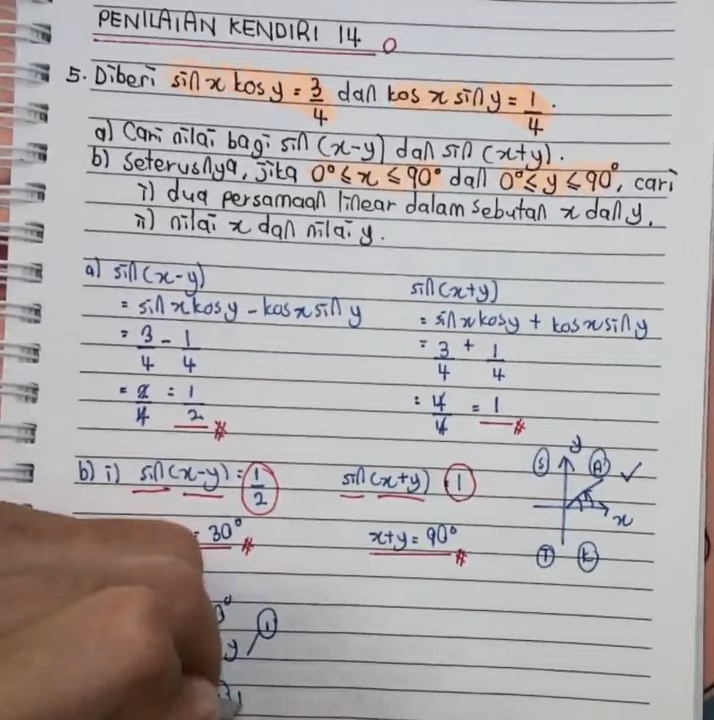 PENILAIAN KENDIRI 14
5. Diberi sin x kos y = 3/4 dan kos x sin y = 1/4.
a) Cari nilai bagi sin (x-y) dan sin (x+y).
b) Seterusnya, jika 0° ≤ x ≤ 90° dan 0° ≤ y ≤ 90°, cari
i) dua persamaan linear dalam sebutan x dan y.
ii) nilai x dan nilai y.
a) sin (x-y)
= sin x kos y - kos x sin y
= 3/4 - 1/4
= 2/4 = 1/2 #
sin (x+y)
= sin x kos y + kos x sin y
= 3/4 + 1/4
= 4/4 = 1 #
b) i) sin (x-y) = 1/2
= 30° #
sin (x+y) 1
x+y = 90° #
y
S A ✓
x
T K
1
y